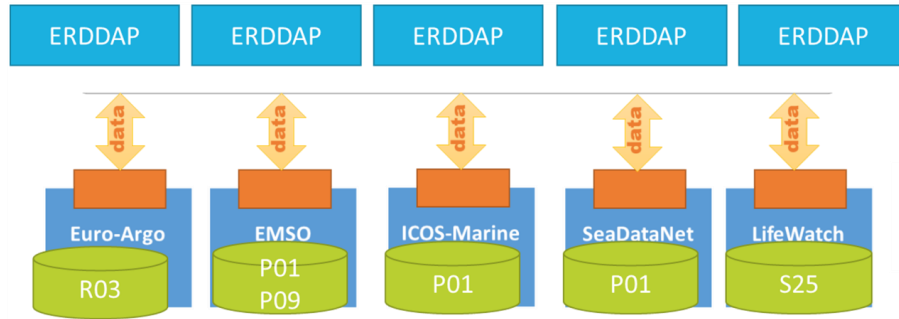 ERDDAP ERDDAP ERDDAP ERDDAP ERDDAP
data data data data data
Euro-Argo EMSO ICOS-Marine SeaDataNet LifeWatch
R03 P01 P01 P01 S25
P09